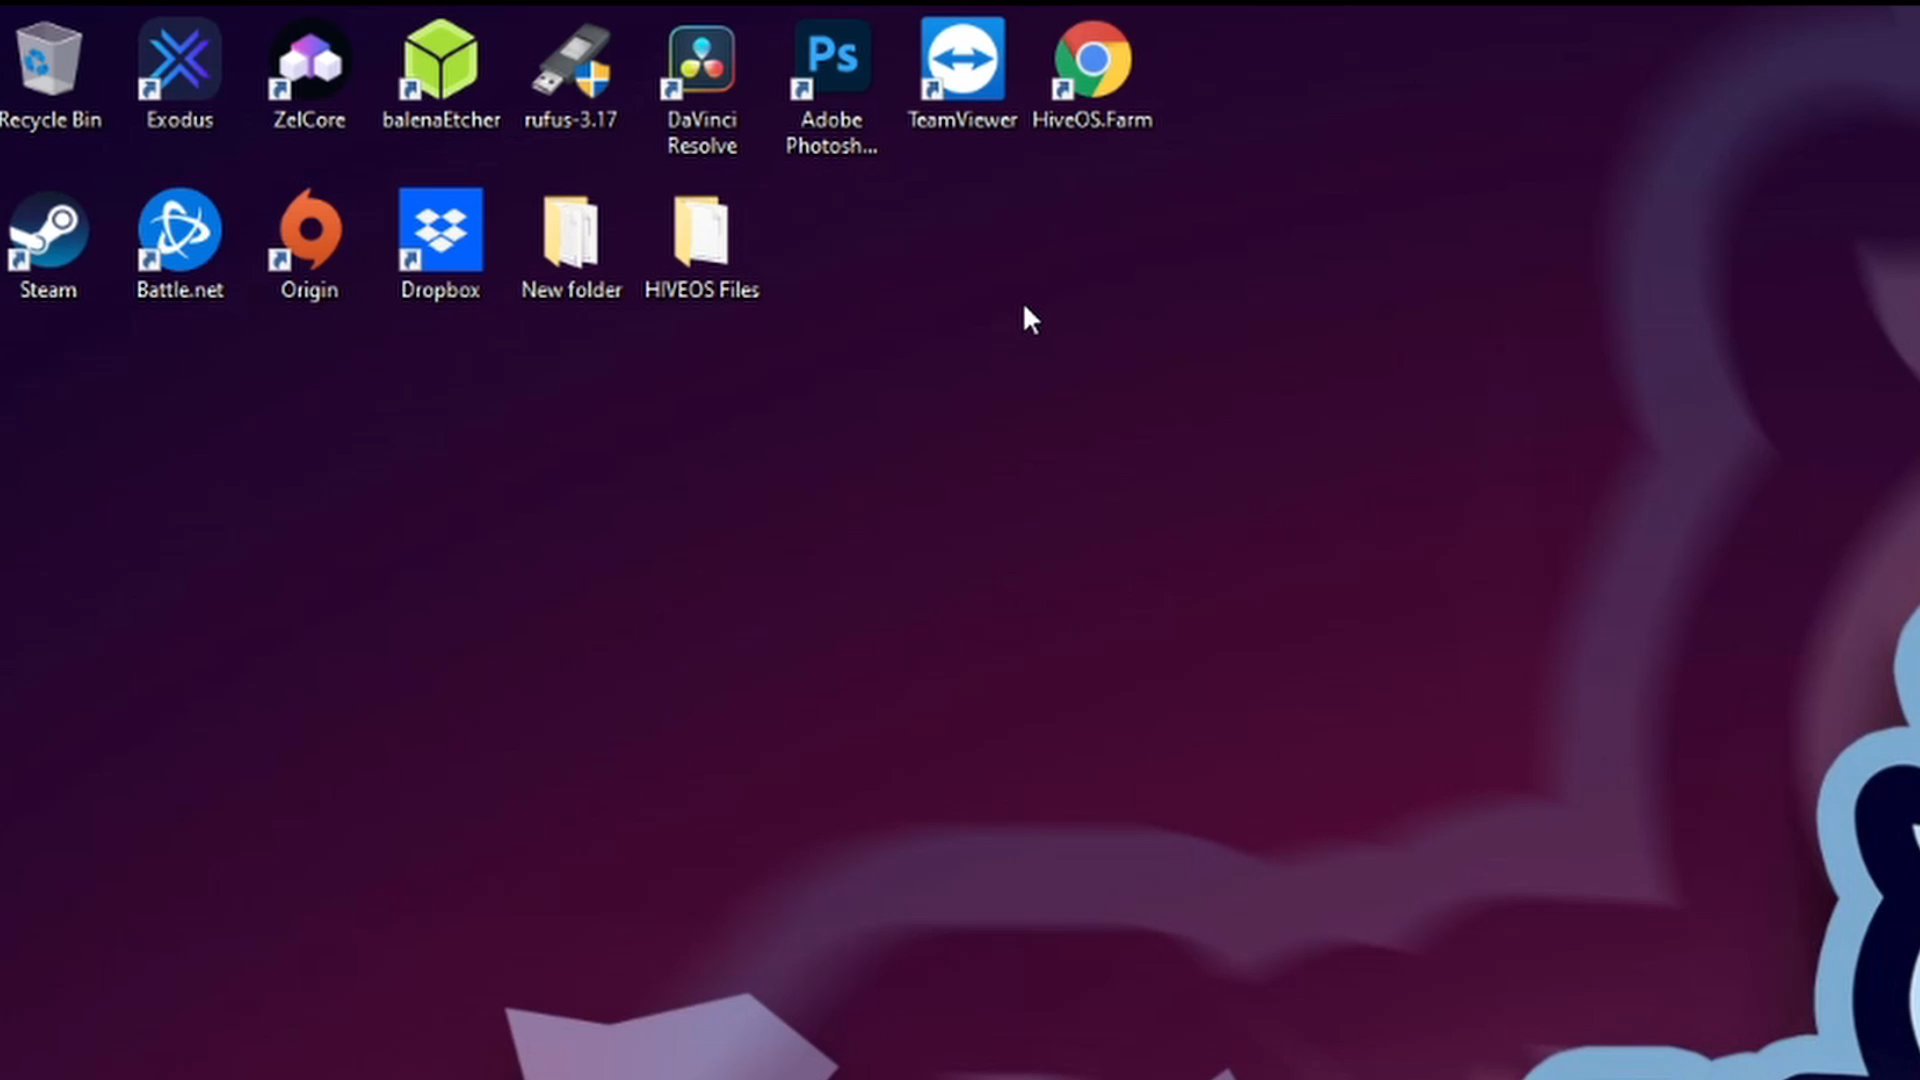 Recycle Bin
Exodus
ZelCore
balenaEtcher
rufus-3.17
DaVinci
Resolve
Ps
Adobe
Photosh...
TeamViewer
HiveOS.Farm
Steam
Battle.net
Origin
Dropbox
New folder
HIVEOS Files